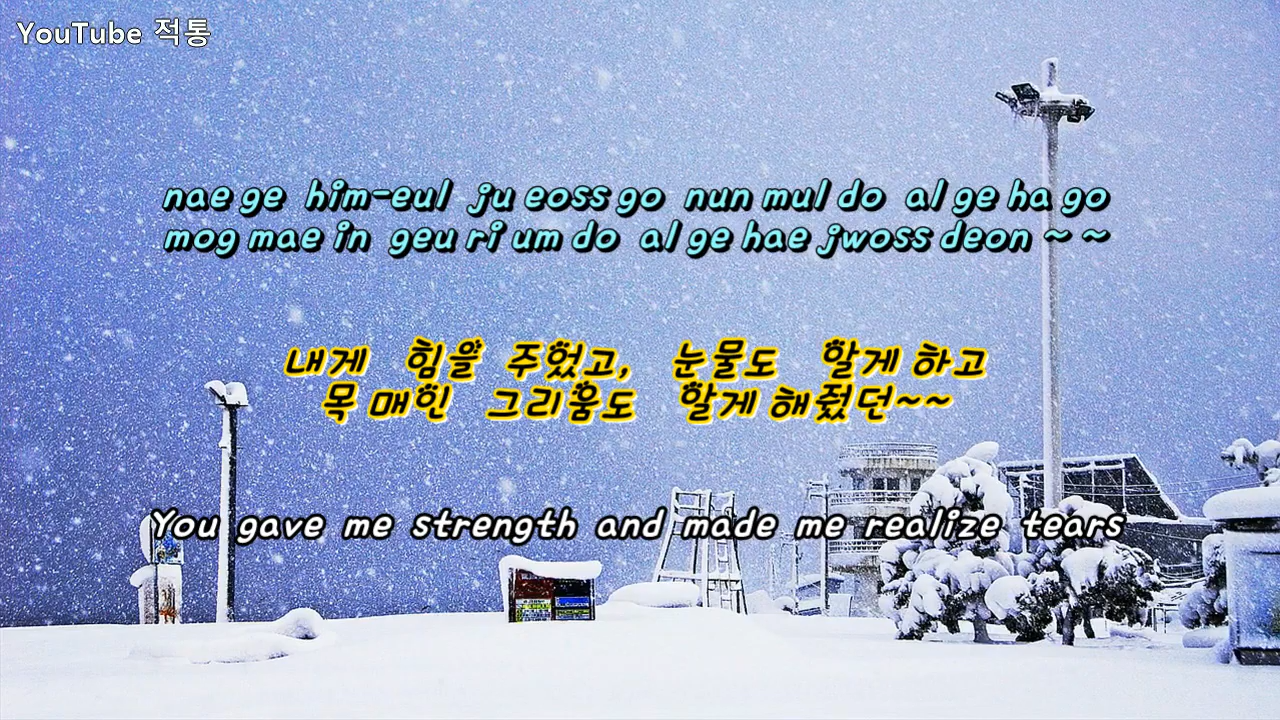 YouTube 적통
nae ge him-eul ju eoss go nun mul do al ge ha go
mog mae in geu ri um do al ge hae jwoss deon ~ ~
내게 힘을 주었고, 눈물도 알게 하고
목 매인 그리움도 알게 해줬던~~
You gave me strength and made me realize tears